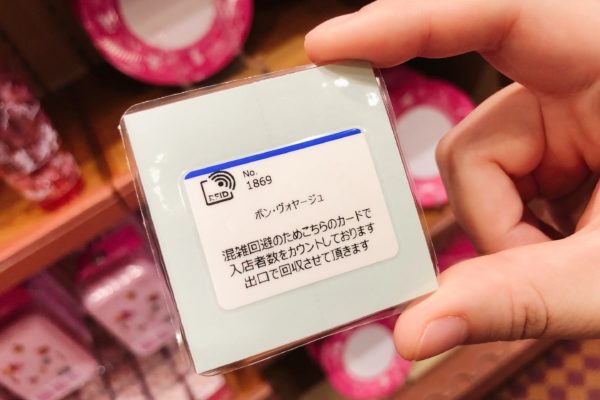 RFID
No.
1869
ボン・ヴォヤージュ
混雑回避のためこちらのカードで
入店者数をカウントしております
出口で回収させて頂きます